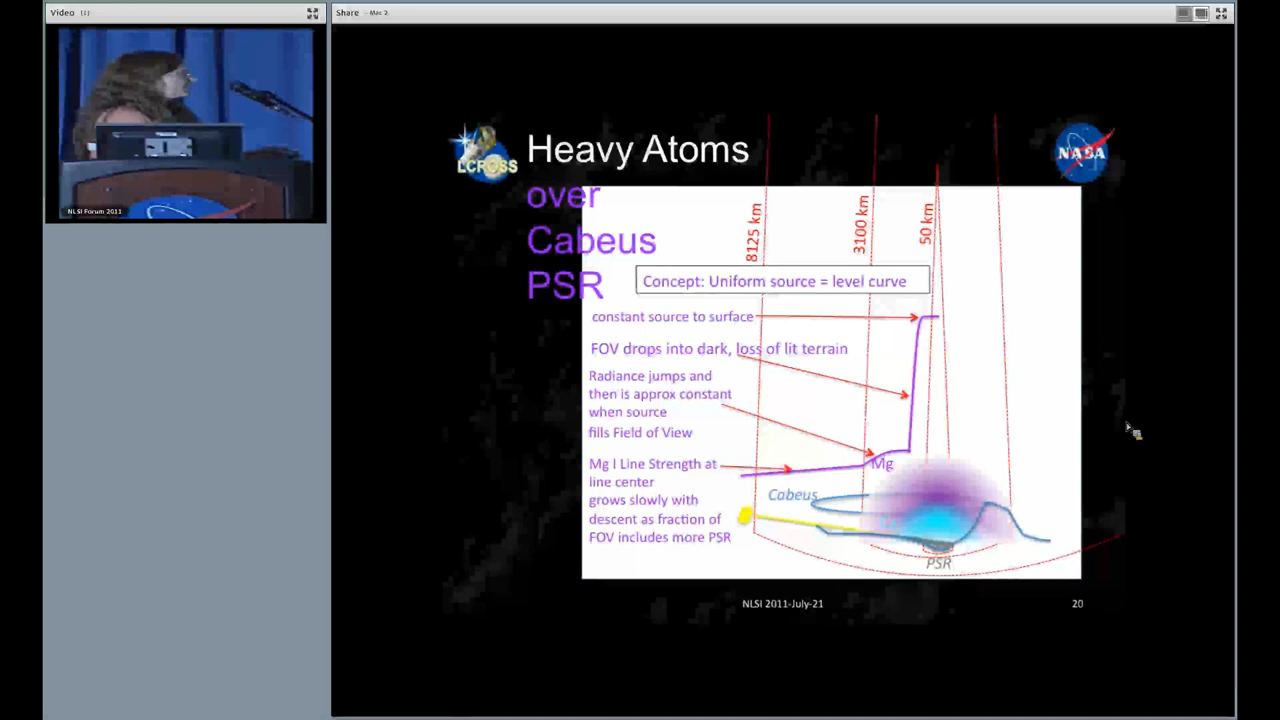 Video (1)
Share - Mac 2
NLSI Forum 2011
LCROSS
Heavy Atoms
NASA
over
Cabeus
PSR
8125 km
3100 km
50 km
Concept: Uniform source = level curve
constant source to surface
FOV drops into dark, loss of lit terrain
Radiance jumps and
then is approx constant
when source
fills Field of View
Mg I Line Strength at
line center
grows slowly with
descent as fraction of
FOV includes more PSR
Mg
Cabeus
PSR
NLSI 2011-July-21
20